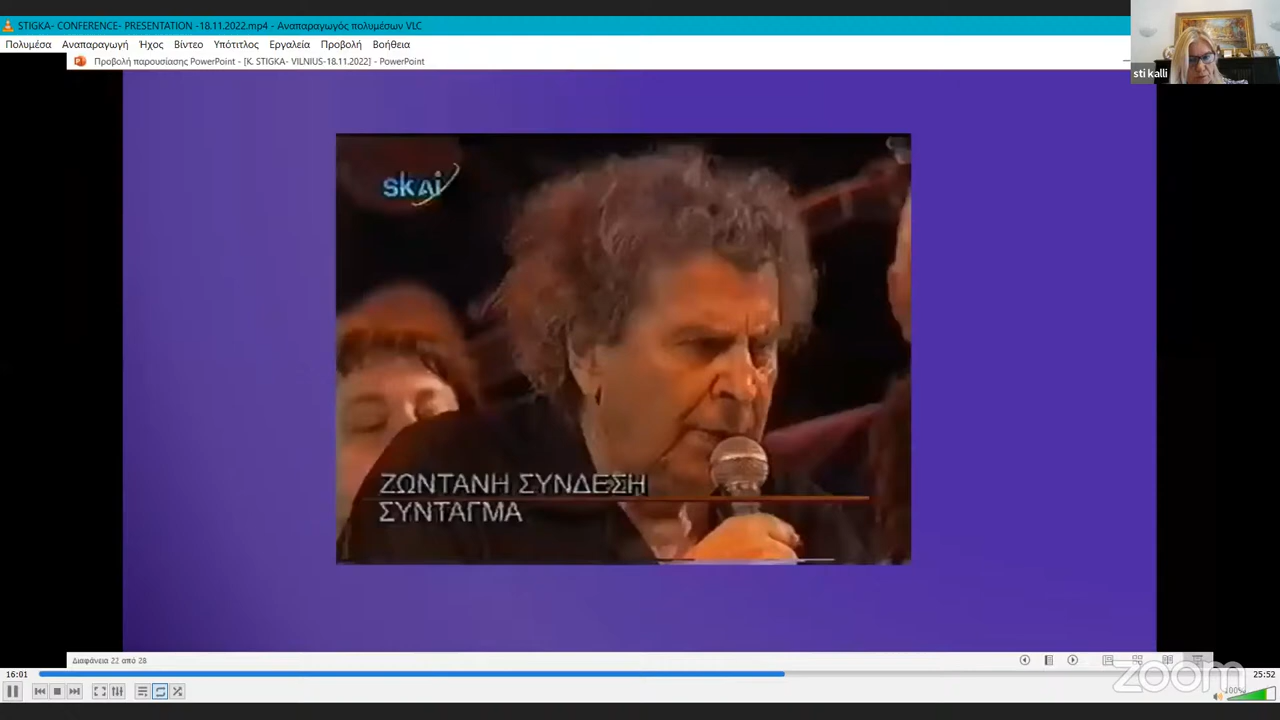 STIGKA- CONFERENCE- PRESENTATION -18.11.2022.mp4 - Αναπαραγωγός πολυμέσων VLC
Πολυμέσα Αναπαραγωγή Ήχος Βίντεο Υπότιτλος Εργαλεία Προβολή Βοήθεια
Προβολή παρουσίασης PowerPoint - [K. STIGKA- VILNIUS-18.11.2022] - PowerPoint
sti kalli
SKAI
ΖΩΝΤΑΝΗ ΣΥΝΔΕΣΗ
ΣΥΝΤΑΓΜΑ
Διαφάνεια 22 από 28
zoom
16:01
25:52
100%